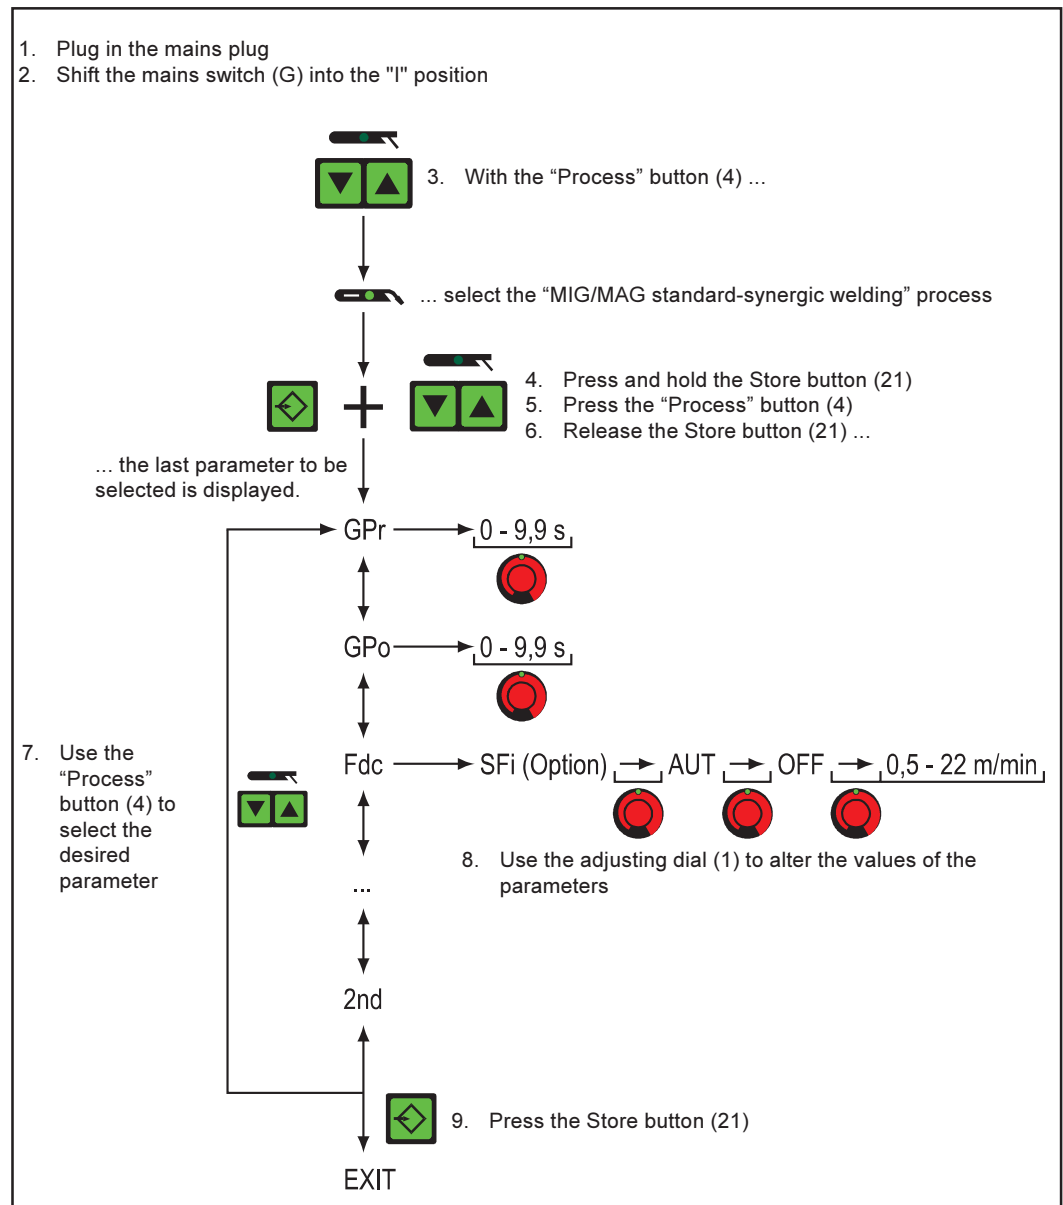 1. Plug in the mains plug
2. Shift the mains switch (G) into the "I" position
3. With the “Process” button (4) ...
... select the “MIG/MAG standard-synergic welding” process
4. Press and hold the Store button (21)
5. Press the “Process” button (4)
6. Release the Store button (21) ...
... the last parameter to be
selected is displayed.
GPr 0 - 9,9 s
GPo 0 - 9,9 s
7. Use the
“Process”
button (4) to
select the
desired
parameter
Fdc SFi (Option) AUT OFF 0,5 - 22 m/min
8. Use the adjusting dial (1) to alter the values of the
parameters
...
2nd
9. Press the Store button (21)
EXIT